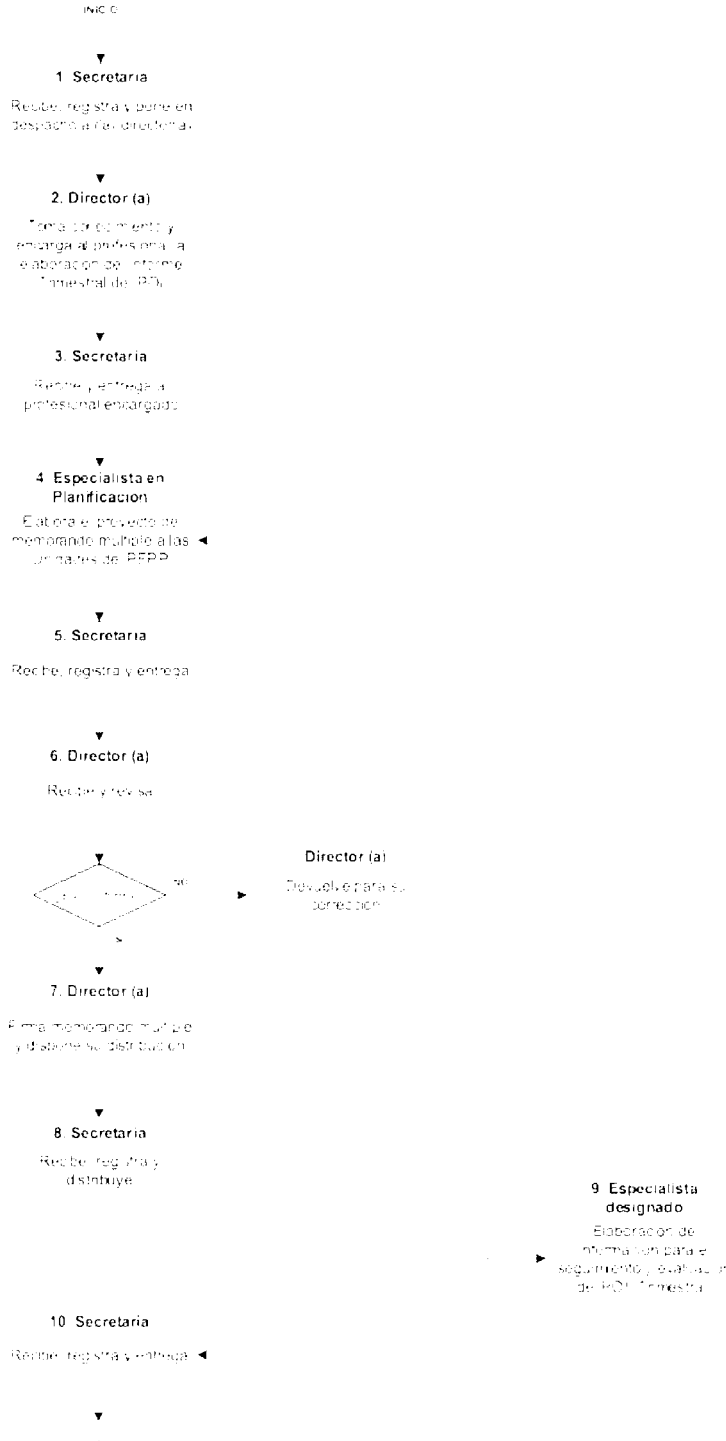 INICIO
1 Secretaria
Recibe, registra y pone en
despacho a (la) director(a)
2. Director (a)
Toma conocimiento y
encarga al profesional la
elaboración del Informe
Trimestral del POI
3. Secretaria
Recibe y entrega al
profesional encargado
4 Especialista en
Planificacion
Elabora el proyecto de
memorando múltiple a las
unidades del
5. Secretaria
Recibe, registra y entrega
6. Director (a)
Recibe y revisa
NO
Director (a)
Devuelve para su
corrección
7. Director (a)
Firma memorando múltiple
y dispone su distribución
8. Secretaria
Recibe, registra y
distribuye
9 Especialista
designado
Elaboración de
información para el
seguimiento y evaluación
del POI Trimestral
10 Secretaria
Recibe, registra y entrega